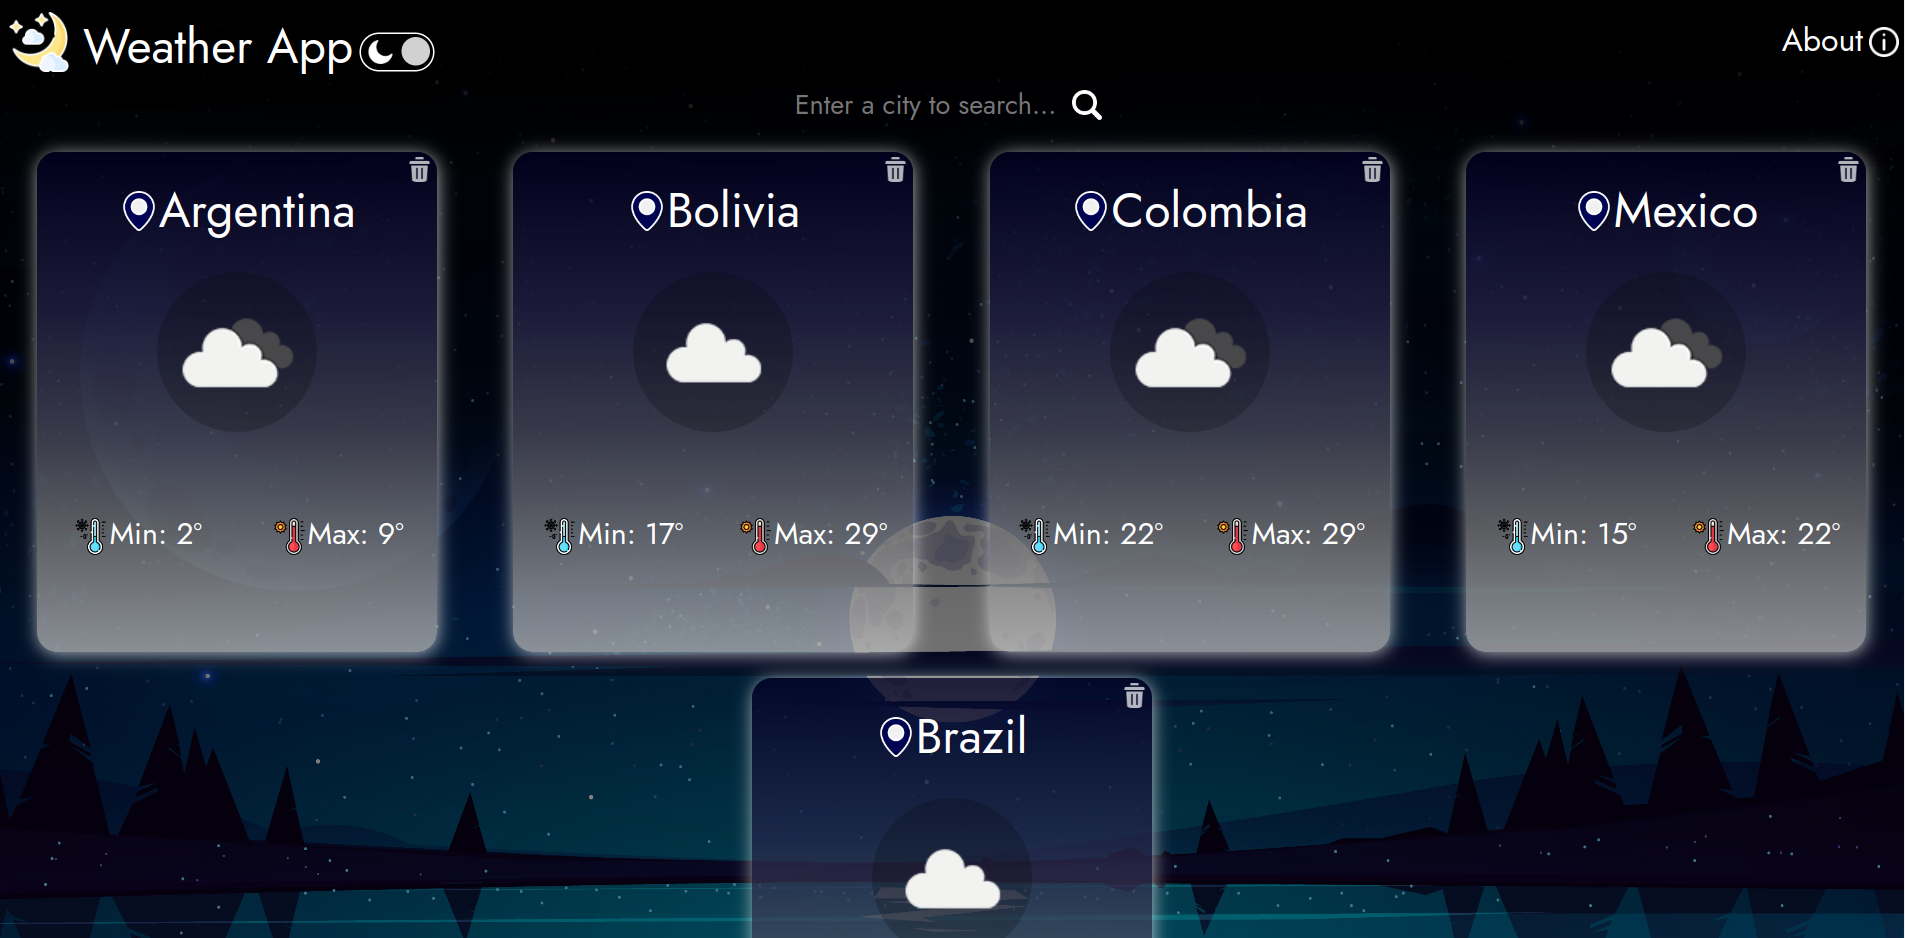 Weather App
About
Enter a city to search...
Argentina
Min: 2° Max: 9°
Bolivia
Min: 17° Max: 29°
Colombia
Min: 22° Max: 29°
Mexico
Min: 15° Max: 22°
Brazil